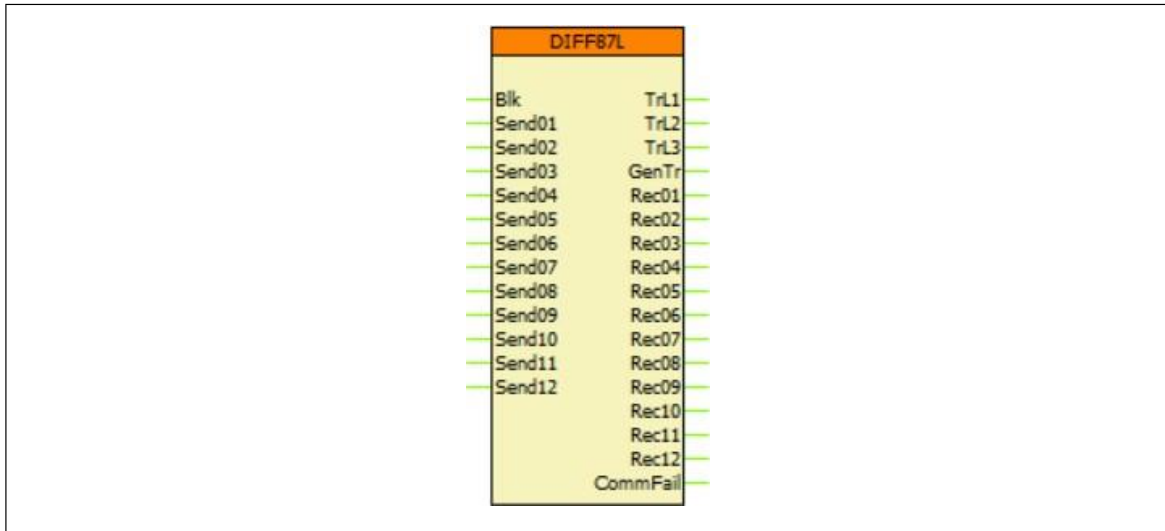 DIFF87L
Blk TrL1
Send01 TrL2
Send02 TrL3
Send03 GenTr
Send04 Rec01
Send05 Rec02
Send06 Rec03
Send07 Rec04
Send08 Rec05
Send09 Rec06
Send10 Rec07
Send11 Rec08
Send12 Rec09
Rec10
Rec11
Rec12
CommFail